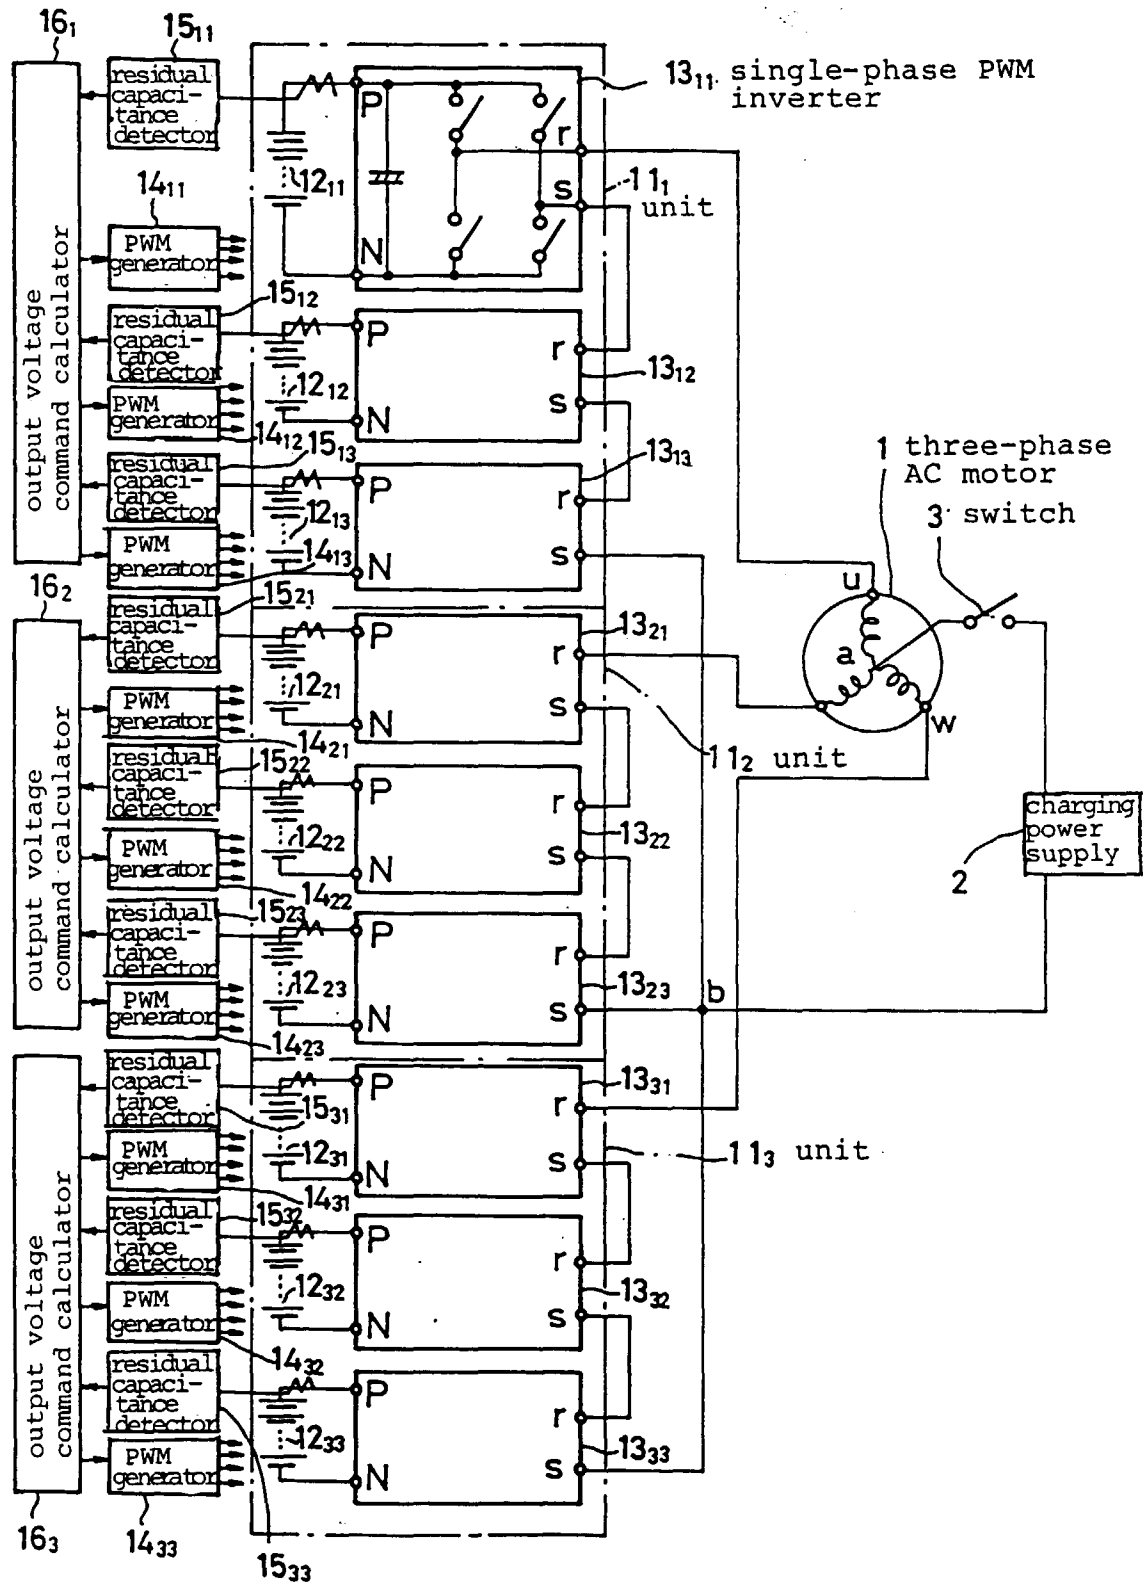 16₁
15₁₁
residual
capaci-
tance
detector
P
12₁₁
N
r
s
13₁₁ single-phase PWM
inverter
11₁
unit
14₁₁
PWM
generator
output voltage
command calculator
15₁₂
residual
capaci-
tance
detector
P
12₁₂
N
r
s
13₁₂
PWM
generator
14₁₂
15₁₃
residual
capaci-
tance
detector
P
12₁₃
N
r
s
13₁₃
PWM
generator
14₁₃
1 three-phase
AC motor
3 switch
u
a
w
charging
power
supply
2
b
16₂
15₂₁
residual
capaci-
tance
detector
P
12₂₁
N
r
s
13₂₁
11₂ unit
PWM
generator
14₂₁
output voltage
command calculator
15₂₂
residual
capaci-
tance
detector
P
12₂₂
N
r
s
13₂₂
PWM
generator
14₂₂
15₂₃
residual
capaci-
tance
detector
P
12₂₃
N
r
s
13₂₃
PWM
generator
14₂₃
residual
capaci-
tance
detector
15₃₁
P
12₃₁
N
r
s
13₃₁
11₃ unit
PWM
generator
14₃₁
output voltage
command calculator
15₃₂
residual
capaci-
tance
detector
P
12₃₂
N
r
s
13₃₂
PWM
generator
14₃₂
residual
capaci-
tance
detector
P
12₃₃
N
r
s
13₃₃
PWM
generator
16₃
14₃₃
15₃₃